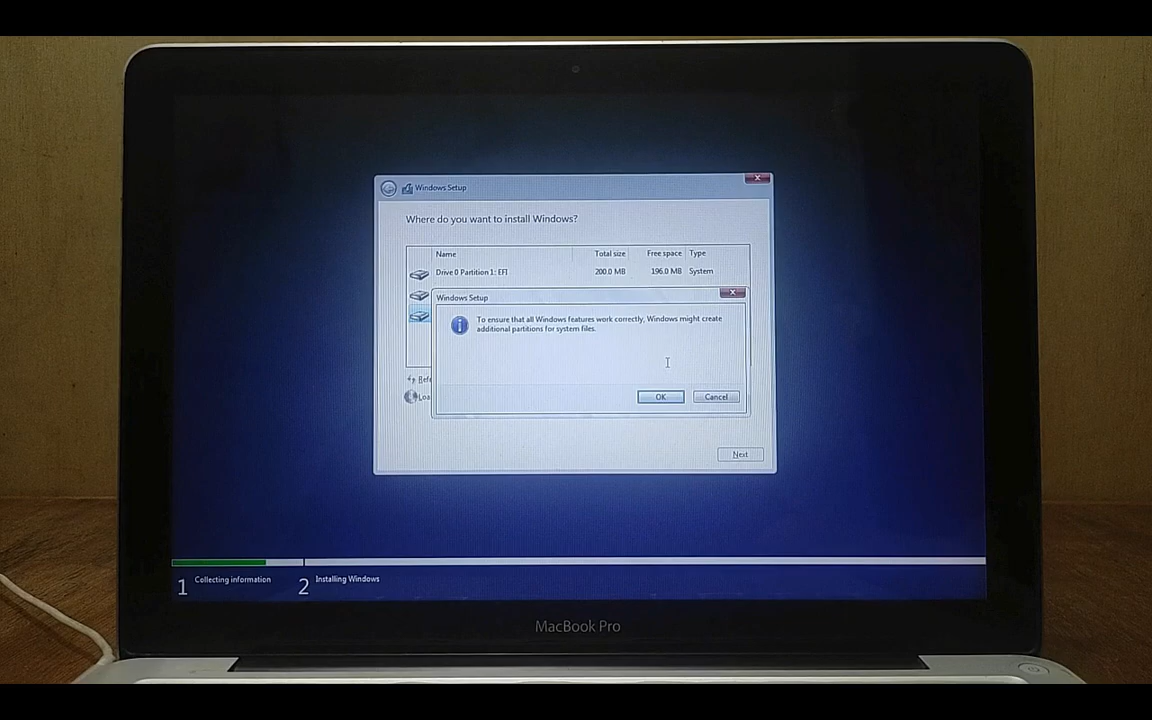 Windows Setup
Where do you want to install Windows?
Name Total size Free space Type
Drive 0 Partition 1: EFI 200.0 MB 196.0 MB System
Windows Setup
To ensure that all Windows features work correctly, Windows might create
additional partitions for system files.
OK Cancel
Next
1 Collecting information 2 Installing Windows
MacBook Pro